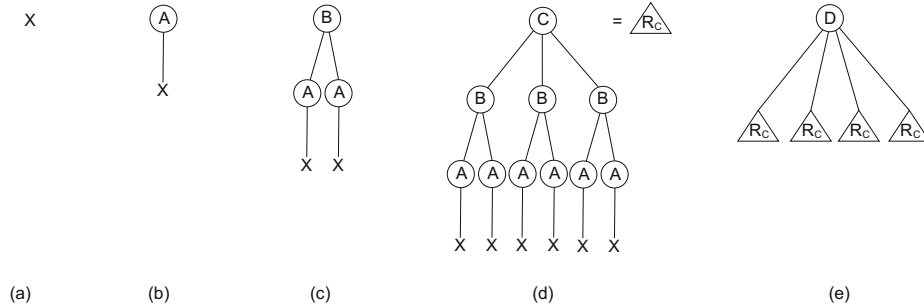 X A B C = R_C D
X A A B B B R_C R_C R_C R_C
X X A A A A A A
X X X X X X
(a) (b) (c) (d) (e)